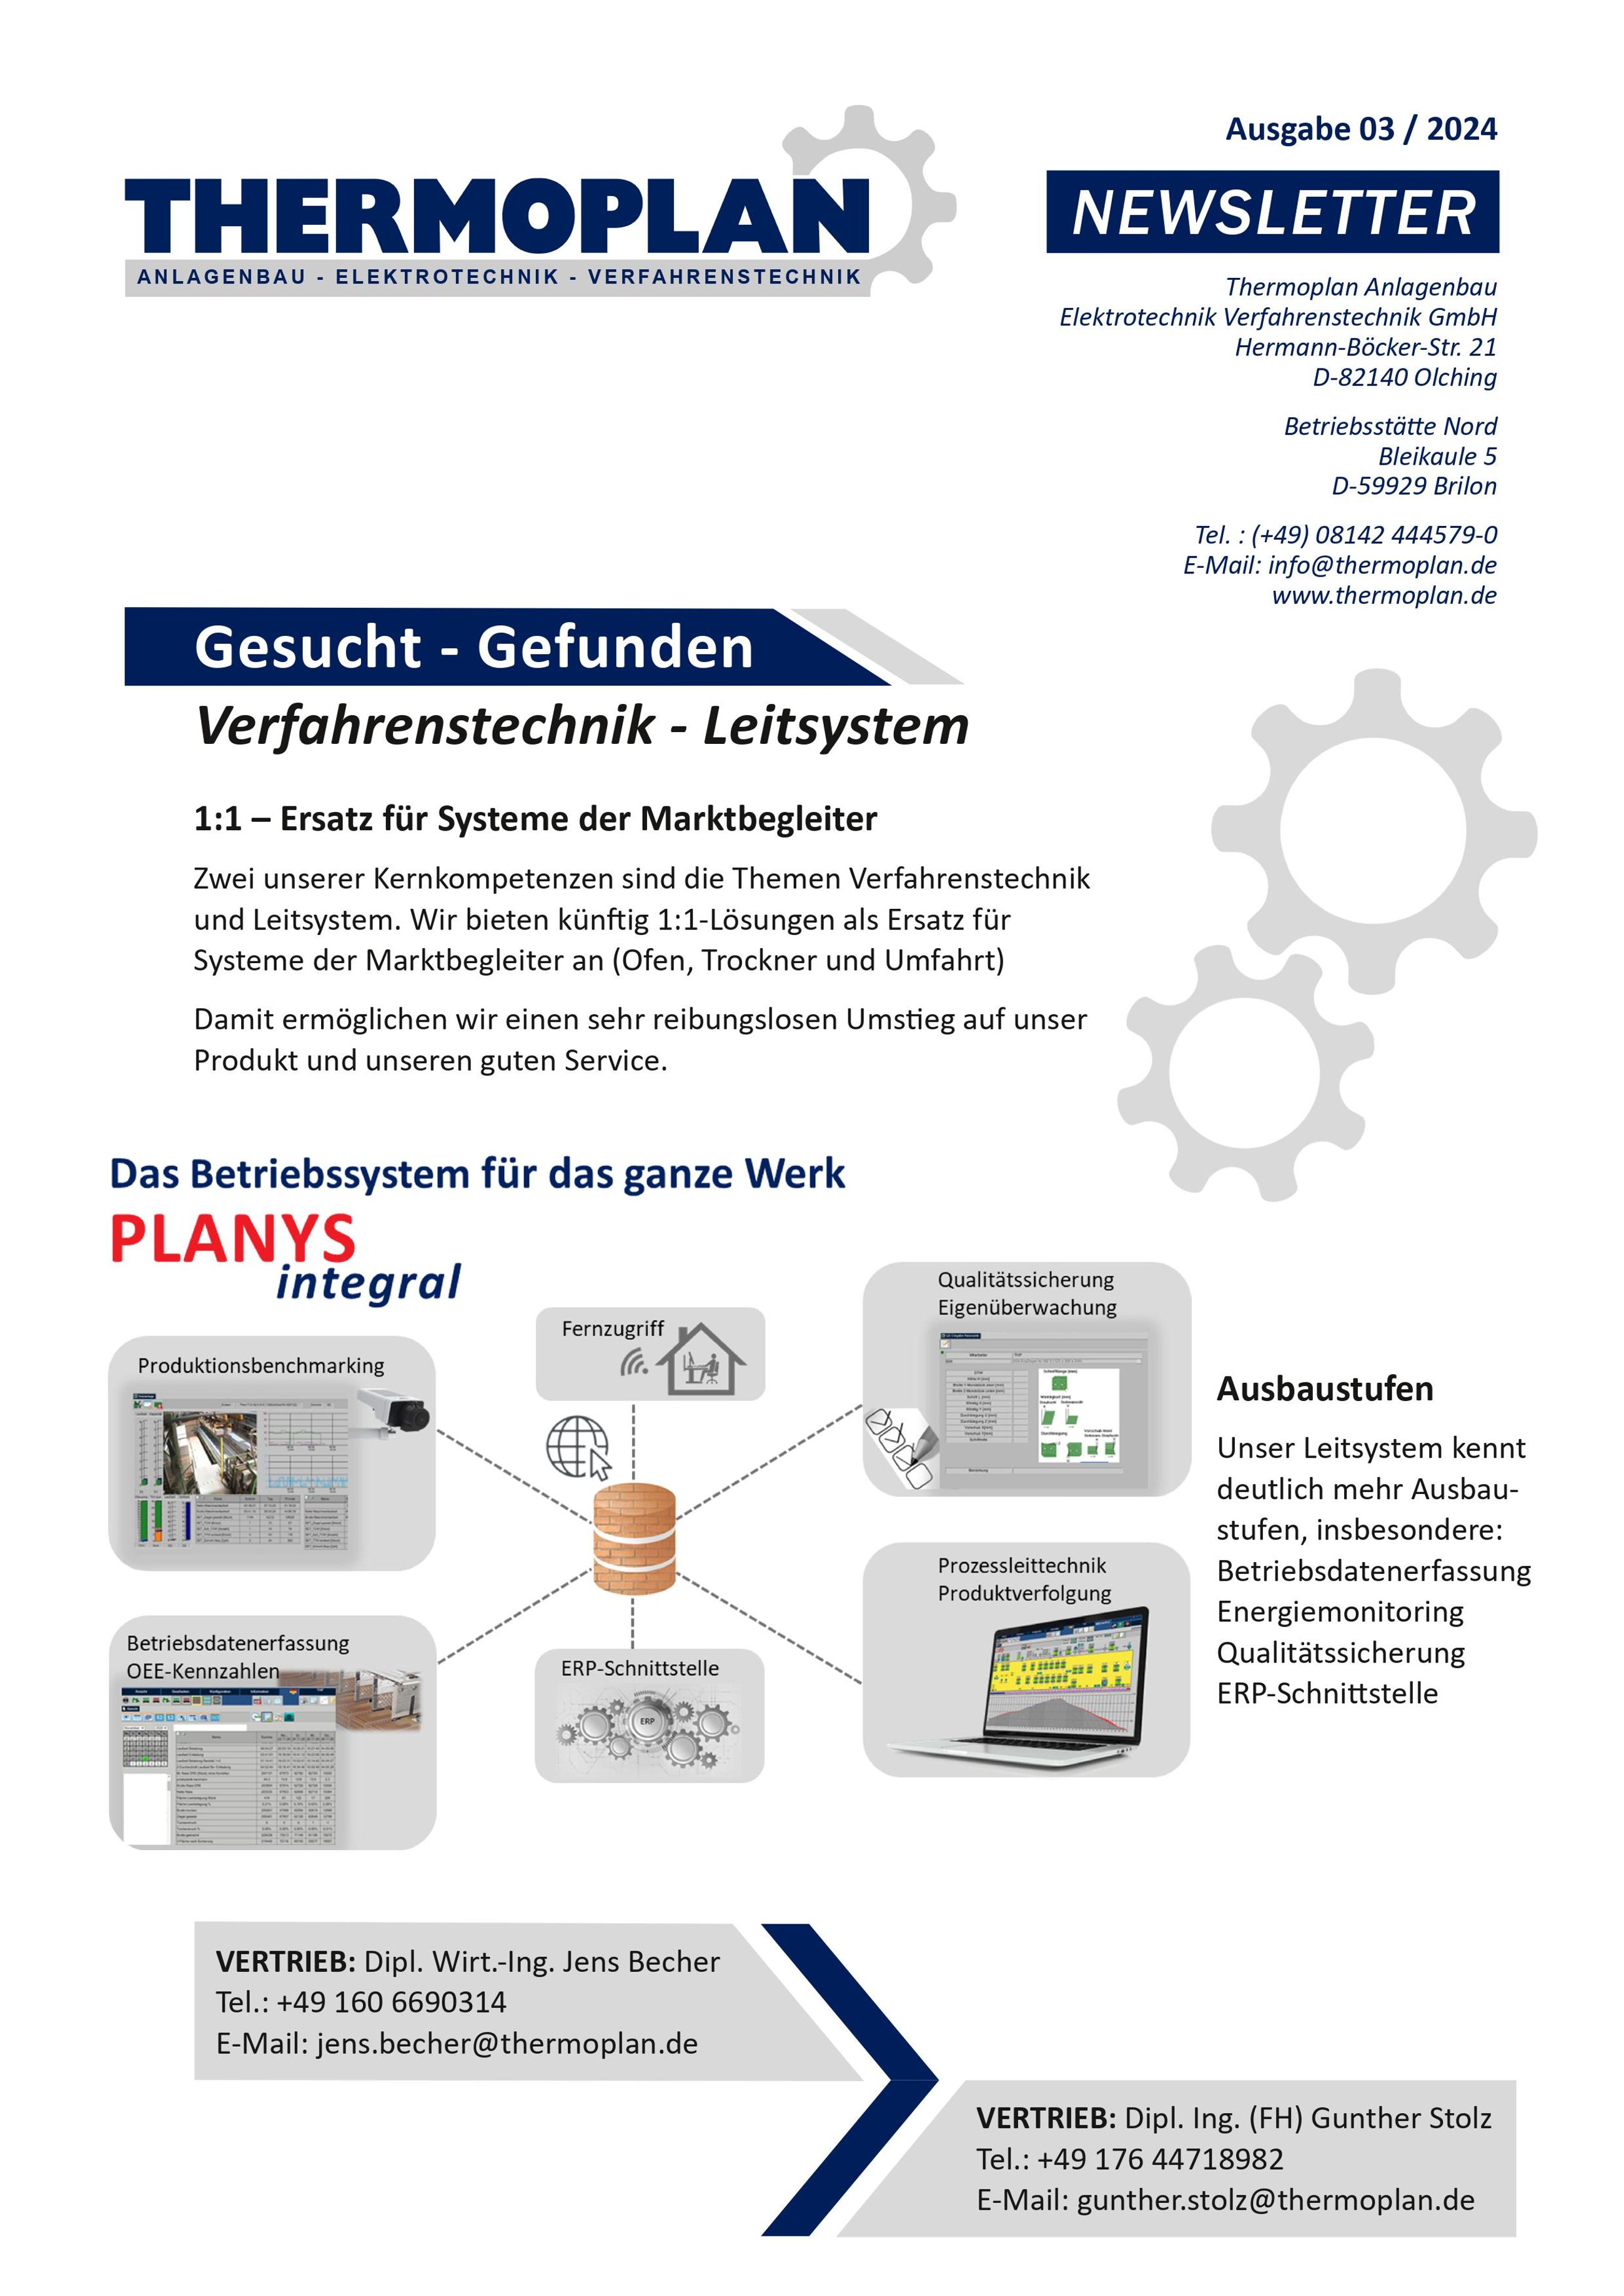 Ausgabe 03 / 2024
THERMOPLAN
ANLAGENBAU - ELEKTROTECHNIK - VERFAHRENSTECHNIK
NEWSLETTER
Thermoplan Anlagenbau
Elektrotechnik Verfahrenstechnik GmbH
Hermann-Böcker-Str. 21
D-82140 Olching
Betriebsstätte Nord
Bleikaule 5
D-59929 Brilon
Tel. : (+49) 08142 444579-0
E-Mail: info@thermoplan.de
www.thermoplan.de
Gesucht - Gefunden
Verfahrenstechnik - Leitsystem
1:1 – Ersatz für Systeme der Marktbegleiter
Zwei unserer Kernkompetenzen sind die Themen Verfahrenstechnik
und Leitsystem. Wir bieten künftig 1:1-Lösungen als Ersatz für
Systeme der Marktbegleiter an (Ofen, Trockner und Umfahrt)
Damit ermöglichen wir einen sehr reibungslosen Umstieg auf unser
Produkt und unseren guten Service.
Das Betriebssystem für das ganze Werk
PLANYS
integral
Produktionsbenchmarking
Fernzugriff
Qualitätssicherung
Eigenüberwachung
Betriebsdatenerfassung
OEE-Kennzahlen
ERP-Schnittstelle
ERP
Prozessleittechnik
Produktverfolgung
Ausbaustufen
Unser Leitsystem kennt
deutlich mehr Ausbau-
stufen, insbesondere:
Betriebsdatenerfassung
Energiemonitoring
Qualitätssicherung
ERP-Schnittstelle
VERTRIEB: Dipl. Wirt.-Ing. Jens Becher
Tel.: +49 160 6690314
E-Mail: jens.becher@thermoplan.de
VERTRIEB: Dipl. Ing. (FH) Gunther Stolz
Tel.: +49 176 44718982
E-Mail: gunther.stolz@thermoplan.de